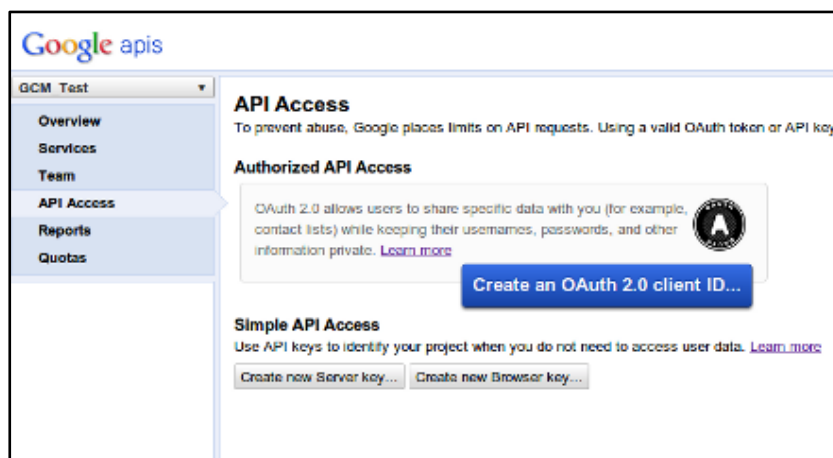 Google apis
GCM Test
Overview
Services
Team
API Access
Reports
Quotas
API Access
To prevent abuse, Google places limits on API requests. Using a valid OAuth token or API key
Authorized API Access
OAuth 2.0 allows users to share specific data with you (for example,
contact lists) while keeping their usernames, passwords, and other
information private. Learn more
Create an OAuth 2.0 client ID...
Simple API Access
Use API keys to identify your project when you do not need to access user data. Learn more
Create new Server key... Create new Browser key...